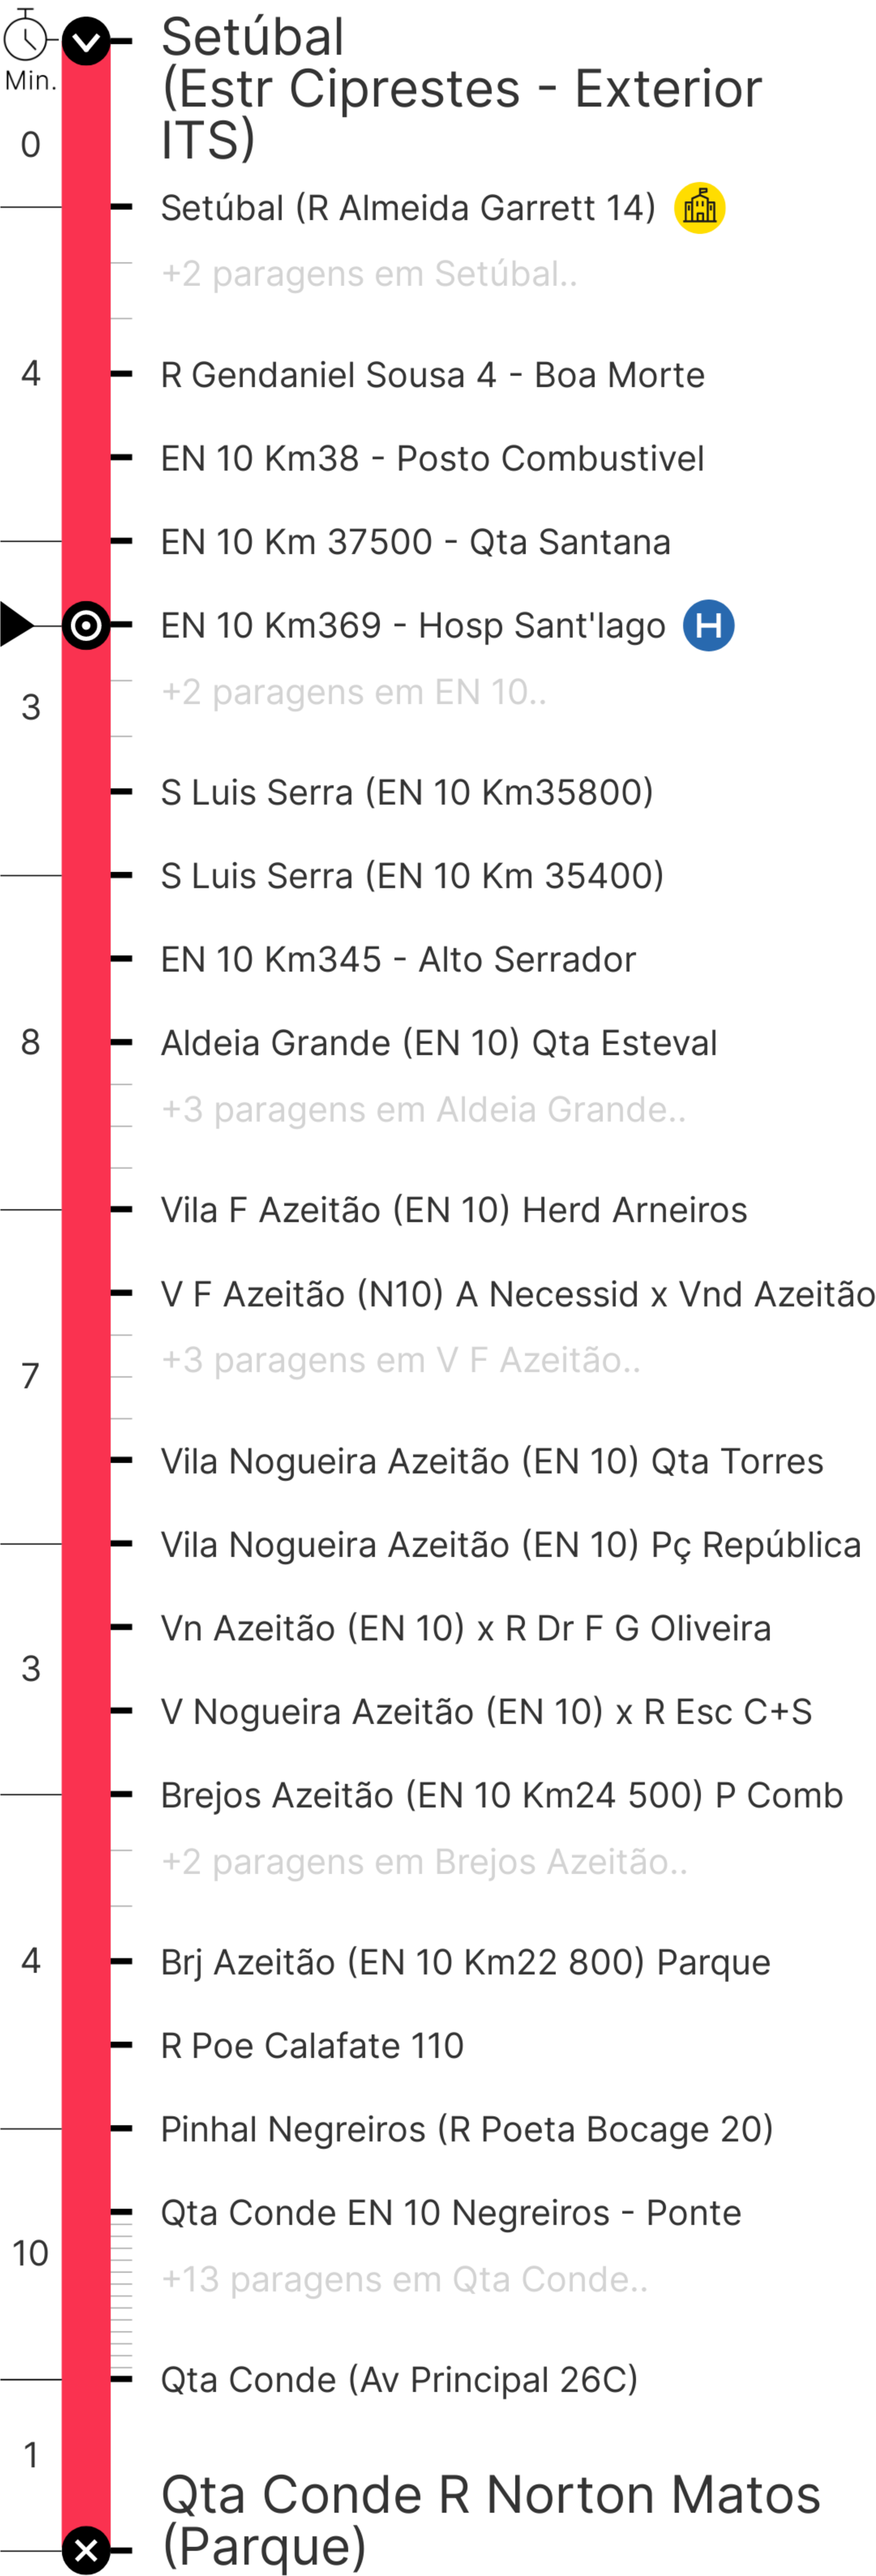 Setúbal
Min.
(Estr Ciprestes - Exterior
ITS)
0
Setúbal (R Almeida Garrett 14)
+2 paragens em Setúbal..
4
R Gendaniel Sousa 4 - Boa Morte
EN 10 Km38 - Posto Combustivel
EN 10 Km 37500 - Qta Santana
EN 10 Km369 - Hosp Sant'Iago H
+2 paragens em EN 10..
3
S Luis Serra (EN 10 Km35800)
S Luis Serra (EN 10 Km 35400)
EN 10 Km345 - Alto Serrador
8
Aldeia Grande (EN 10) Qta Esteval
+3 paragens em Aldeia Grande..
Vila F Azeitão (EN 10) Herd Arneiros
V F Azeitão (N10) A Necessid x Vnd Azeitão
+3 paragens em V F Azeitão..
7
Vila Nogueira Azeitão (EN 10) Qta Torres
Vila Nogueira Azeitão (EN 10) Pç República
Vn Azeitão (EN 10) x R Dr F G Oliveira
3
V Nogueira Azeitão (EN 10) x R Esc C+S
Brejos Azeitão (EN 10 Km24 500) P Comb
+2 paragens em Brejos Azeitão..
4
Brj Azeitão (EN 10 Km22 800) Parque
R Poe Calafate 110
Pinhal Negreiros (R Poeta Bocage 20)
Qta Conde EN 10 Negreiros - Ponte
10
+13 paragens em Qta Conde..
Qta Conde (Av Principal 26C)
1
Qta Conde R Norton Matos
(Parque)